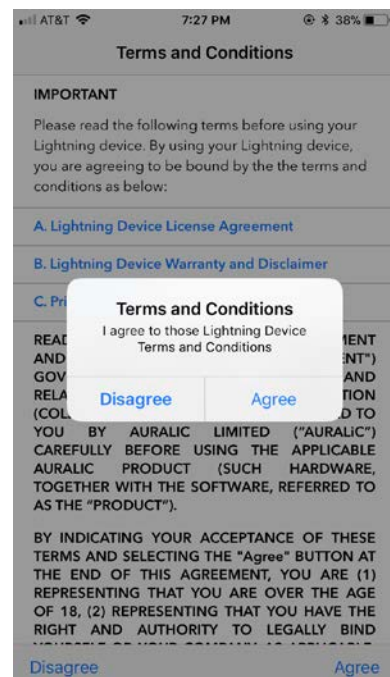 AT&T 7:27 PM 38%
Terms and Conditions
IMPORTANT
Please read the following terms before using your
Lightning device. By using your Lightning device,
you are agreeing to be bound by the the terms and
conditions as below:
A. Lightning Device License Agreement
B. Lightning Device Warranty and Disclaimer
C.
Terms and Conditions
I agree to those Lightning Device
Terms and Conditions
Disagree Agree
READ
AND
GOV AND
(COL TO
YOU BY AURALIC LIMITED ("AURALiC")
CAREFULLY BEFORE USING THE APPLICABLE
AURALIC PRODUCT (SUCH HARDWARE,
TOGETHER WITH THE SOFTWARE, REFERRED TO
AS THE "PRODUCT").
BY INDICATING YOUR ACCEPTANCE OF THESE
TERMS AND SELECTING THE "Agree" BUTTON AT
THE END OF THIS AGREEMENT, YOU ARE (1)
REPRESENTING THAT YOU ARE OVER THE AGE
OF 18, (2) REPRESENTING THAT YOU HAVE THE
RIGHT AND AUTHORITY TO LEGALLY BIND
Disagree Agree